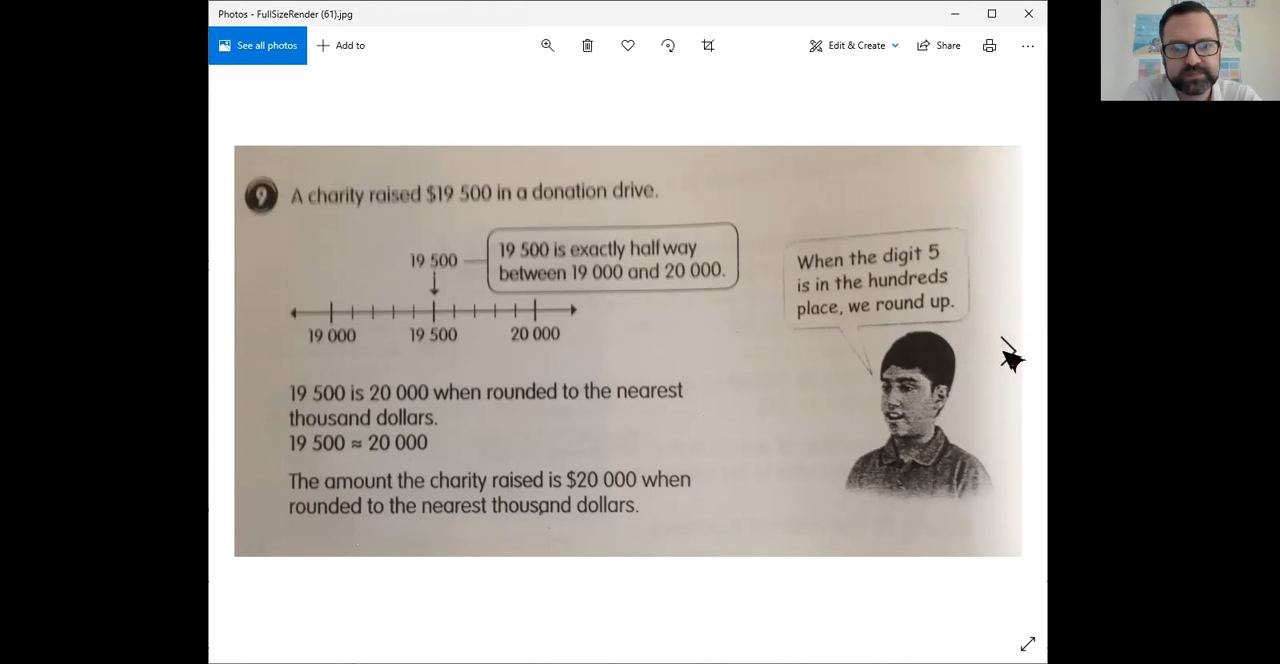 Photos - FullSizeRender (61).jpg
See all photos
Add to
Edit & Create
Share
9 A charity raised $19 500 in a donation drive.
19 500
19 500 is exactly half way
between 19 000 and 20 000.
19 000 19 500 20 000
When the digit 5
is in the hundreds
place, we round up.
19 500 is 20 000 when rounded to the nearest
thousand dollars.
19 500 ≈ 20 000
The amount the charity raised is $20 000 when
rounded to the nearest thousand dollars.